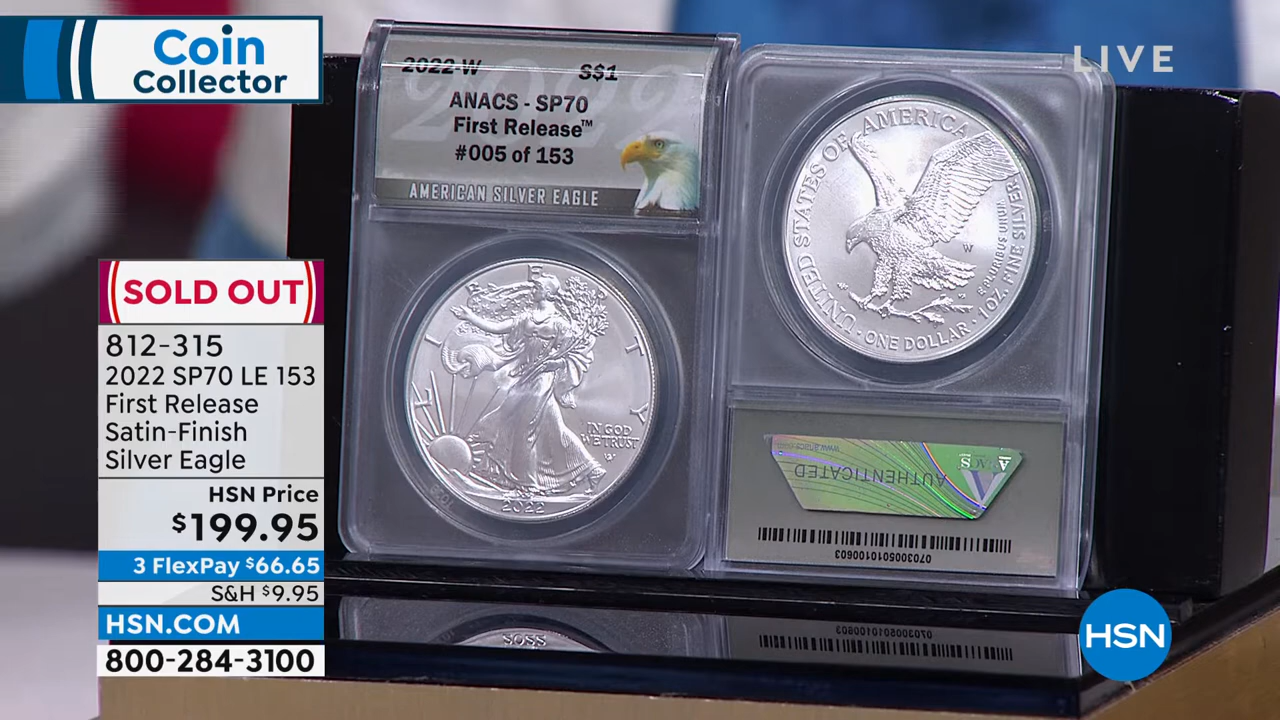 Coin
Collector
LIVE
2022-W S$1
ANACS - SP70
First Release™
#005 of 153
AMERICAN SILVER EAGLE
LIBERTY
IN GOD
WE TRUST
2022
UNITED STATES OF AMERICA
W
E PLURIBUS UNUM
1 OZ. FINE SILVER
ONE DOLLAR
AUTHENTICATED
ANACS
0703005010060​3
SOLD OUT
812-315
2022 SP70 LE 153
First Release
Satin-Finish
Silver Eagle
HSN Price
$199.95
3 FlexPay $66.65
S&H $9.95
HSN.COM
800-284-3100
HSN